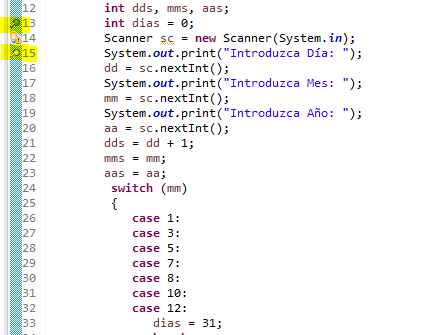 12 int dds, mms, aas;
13 int dias = 0;
14 Scanner sc = new Scanner(System.in);
15 System.out.print("Introduzca Día: ");
16 dd = sc.nextInt();
17 System.out.print("Introduzca Mes: ");
18 mm = sc.nextInt();
19 System.out.print("Introduzca Año: ");
20 aa = sc.nextInt();
21 dds = dd + 1;
22 mms = mm;
23 aas = aa;
24 switch (mm)
25 {
26 case 1:
27 case 3:
28 case 5:
29 case 7:
30 case 8:
31 case 10:
32 case 12:
33 dias = 31;